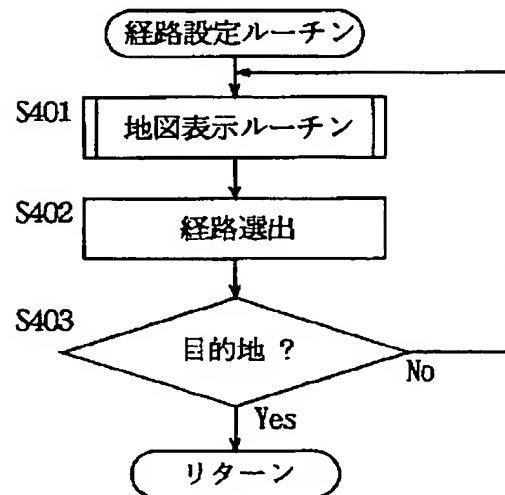 経路設定ルーチン
S401
地図表示ルーチン
S402
経路選出
S403
目的地 ?
No
Yes
リターン